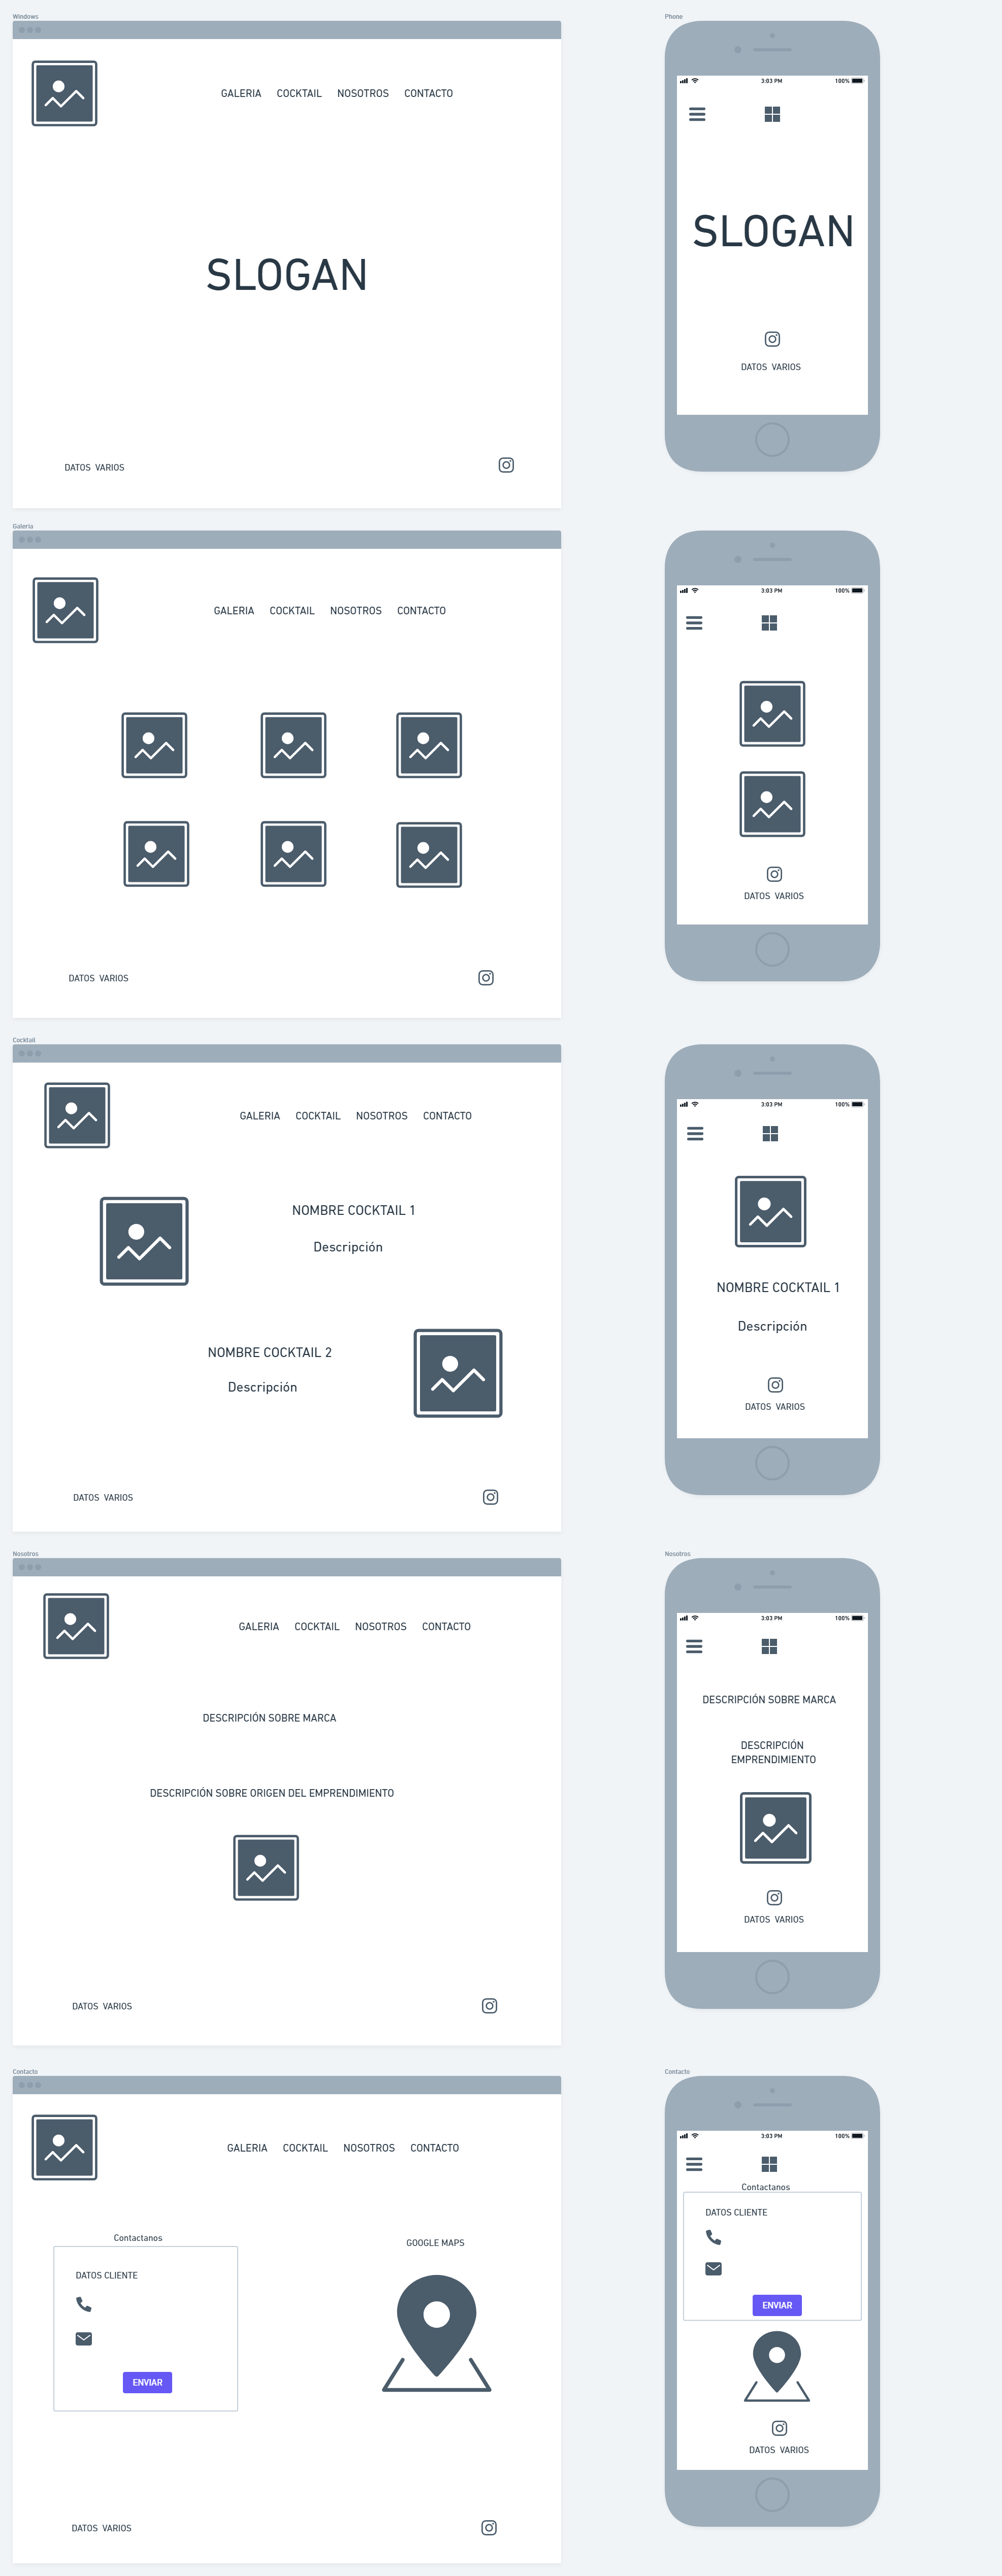 Windows
GALERIA COCKTAIL NOSOTROS CONTACTO
SLOGAN
DATOS VARIOS
Phone
3:03 PM 100%
SLOGAN
DATOS VARIOS
Galería
GALERIA COCKTAIL NOSOTROS CONTACTO
DATOS VARIOS
3:03 PM 100%
DATOS VARIOS
Cocktail
GALERIA COCKTAIL NOSOTROS CONTACTO
NOMBRE COCKTAIL 1
Descripción
NOMBRE COCKTAIL 2
Descripción
DATOS VARIOS
3:03 PM 100%
NOMBRE COCKTAIL 1
Descripción
DATOS VARIOS
Nosotros
GALERIA COCKTAIL NOSOTROS CONTACTO
DESCRIPCIÓN SOBRE MARCA
DESCRIPCIÓN SOBRE ORIGEN DEL EMPRENDIMIENTO
DATOS VARIOS
Nosotros
3:03 PM 100%
DESCRIPCIÓN SOBRE MARCA
DESCRIPCIÓN
EMPRENDIMIENTO
DATOS VARIOS
Contacto
GALERIA COCKTAIL NOSOTROS CONTACTO
Contactanos
DATOS CLIENTE
ENVIAR
GOOGLE MAPS
DATOS VARIOS
Contacto
3:03 PM 100%
Contactanos
DATOS CLIENTE
ENVIAR
DATOS VARIOS